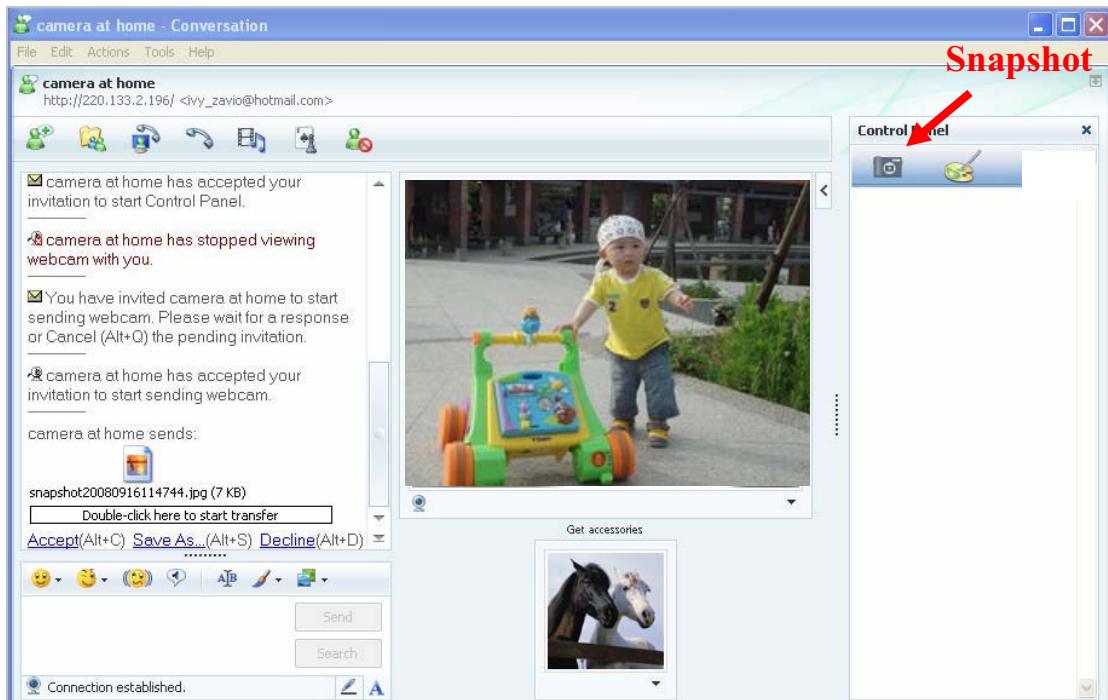 camera at home - Conversation
File Edit Actions Tools Help
Snapshot
camera at home
http://220.133.2.196/ <ivy_zavio@hotmail.com>
camera at home has accepted your
invitation to start Control Panel.
camera at home has stopped viewing
webcam with you.
You have invited camera at home to start
sending webcam. Please wait for a response
or Cancel (Alt+Q) the pending invitation.
camera at home has accepted your
invitation to start sending webcam.
camera at home sends:
snapshot20080916114744.jpg (7 KB)
Double-click here to start transfer
Accept(Alt+C) Save As...(Alt+S) Decline(Alt+D)
Send
Search
Connection established.
Get accessories